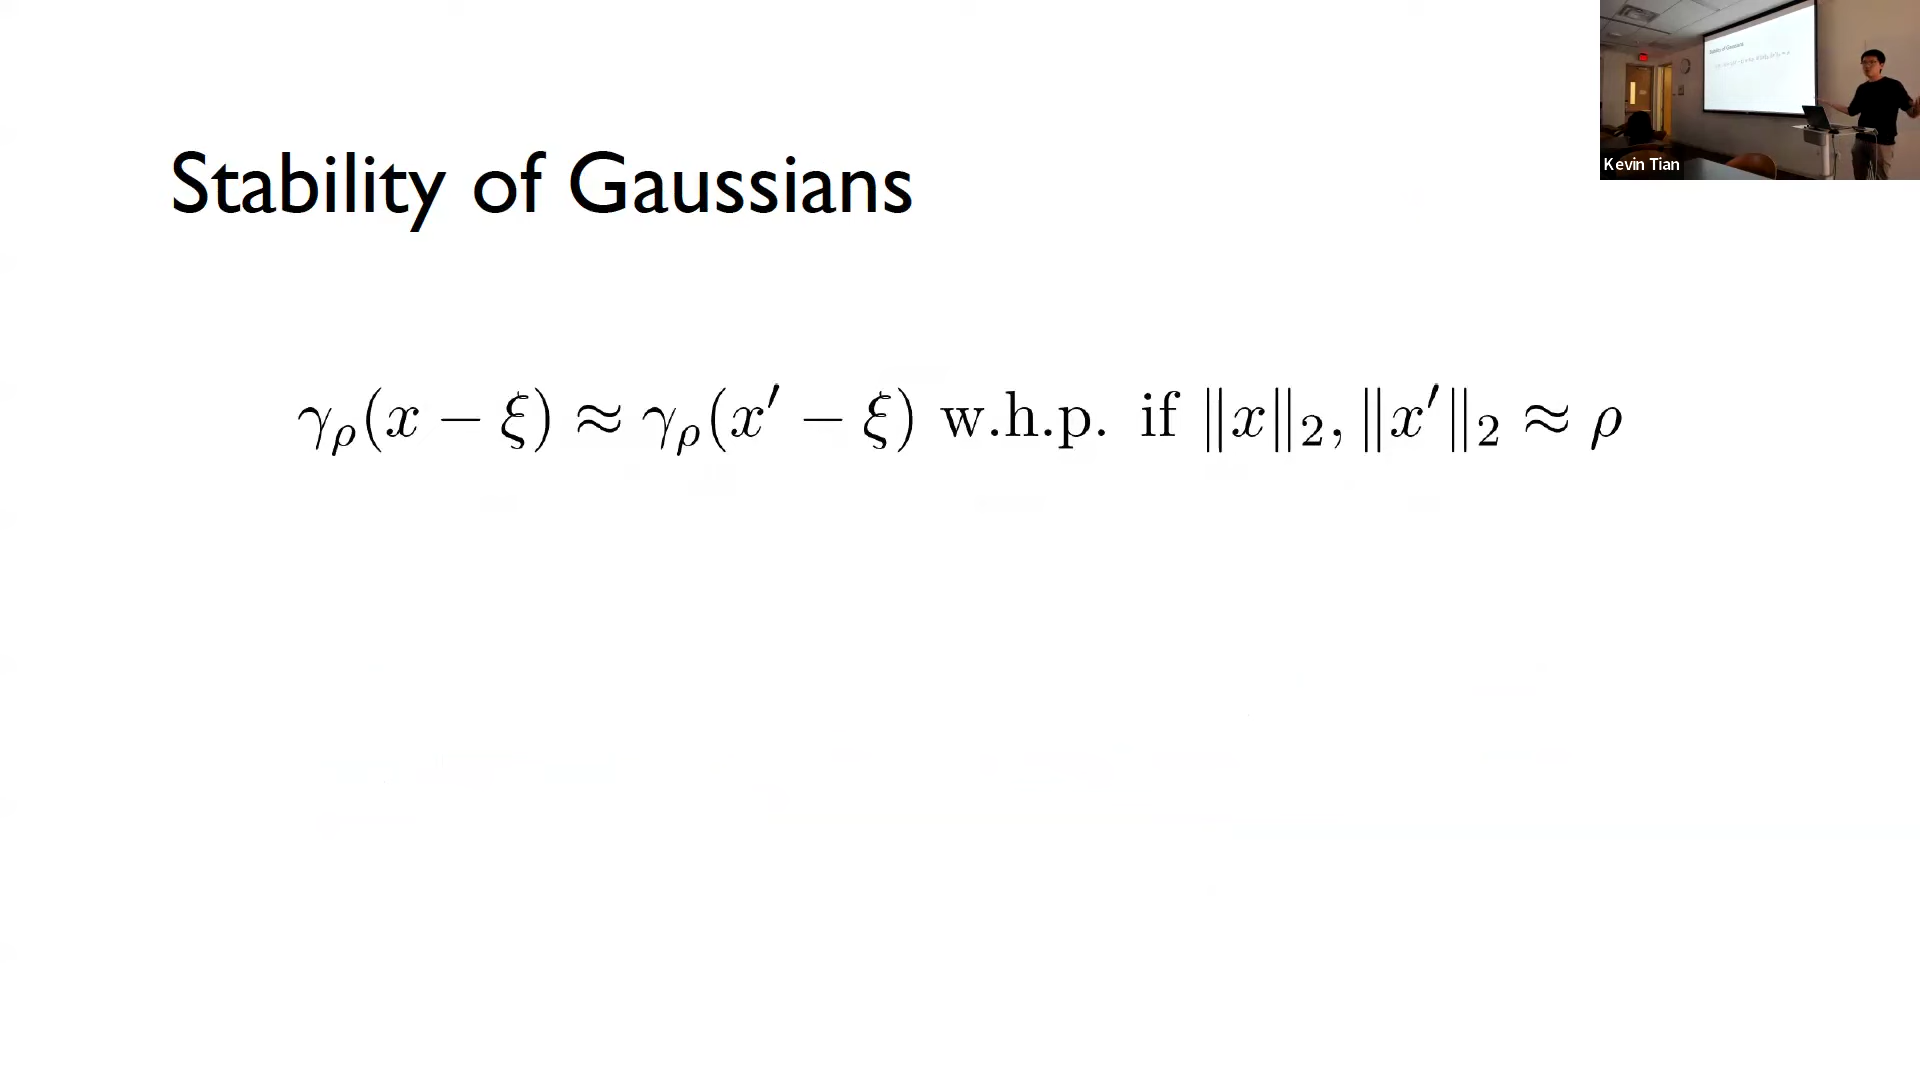 Stability of Gaussians
γ_ρ(x − ξ) ≈ γ_ρ(x′ − ξ) w.h.p. if ‖x‖₂, ‖x′‖₂ ≈ ρ
Kevin Tian